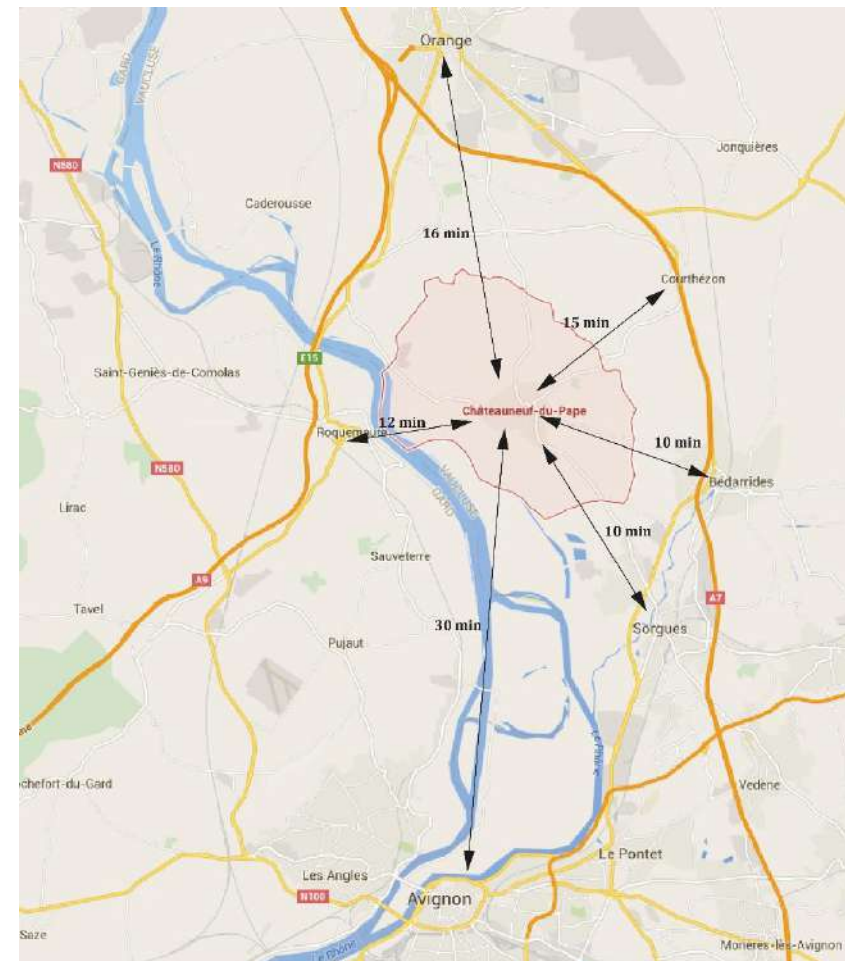 Orange
GARD
VAUCLUSE
Jonquières
N580
Caderousse
16 min
Le Rhône
Courthézon
15 min
E15
Saint-Geniès-de-Comolas
Châteauneuf-du-Pape
12 min
Roquemaure
10 min
N580
VAUCLUSE
GARD
Bédarrides
Lirac
10 min
Sauveterre
A9
A7
Tavel
30 min
Sorgues
Pujaut
ne
Le Rhône
ochefort-du-Gard
Vedène
Le Pontet
Les Angles
N100
Avignon
Saze
Le Rhône
Morières-lès-Avignon